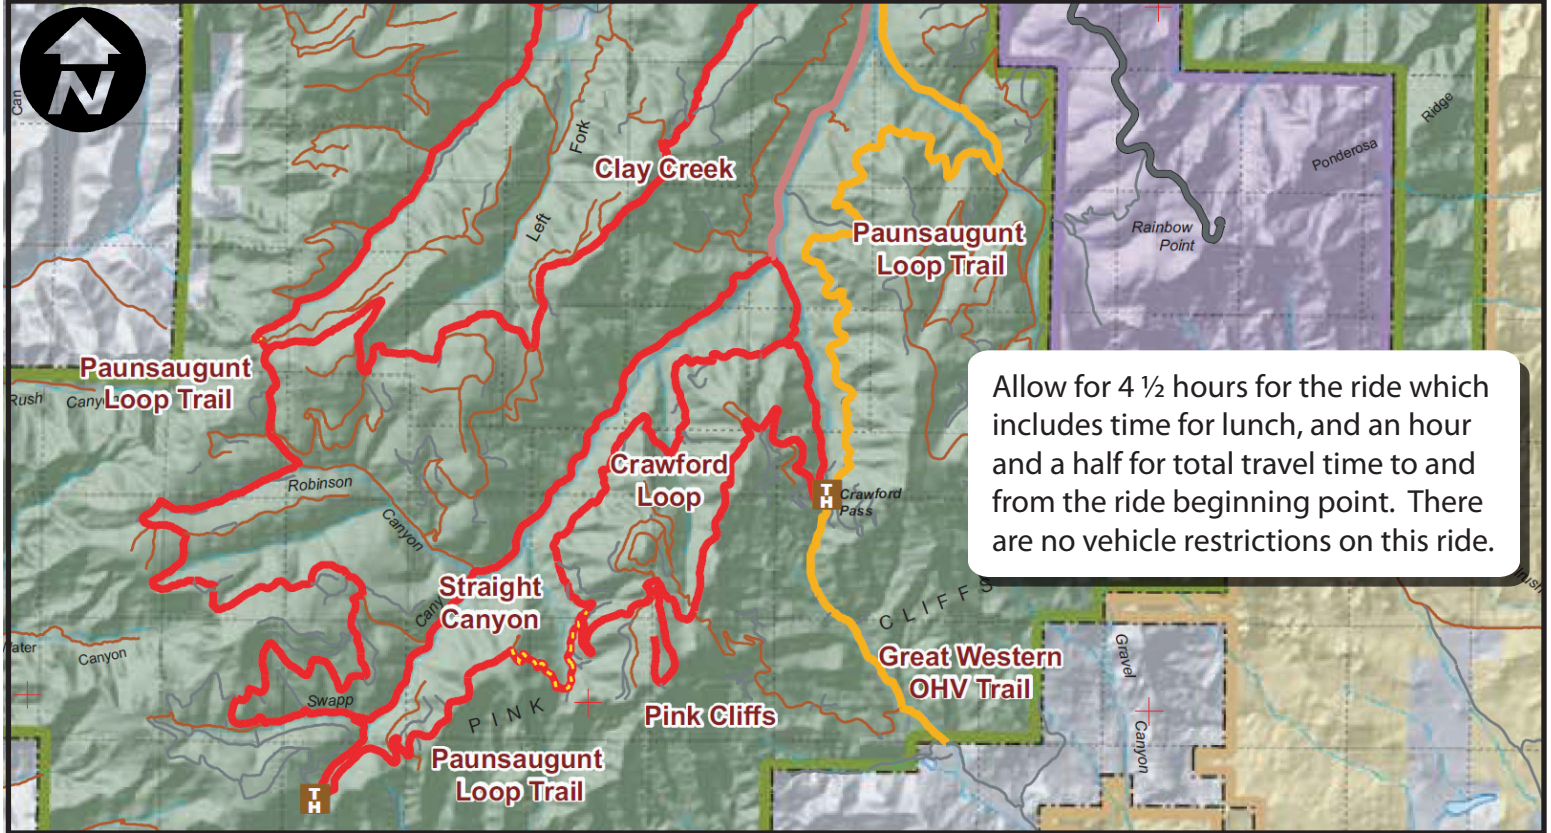 N
Can
Fork
Clay Creek
Left
Ridge
Ponderosa
Rainbow
Point
Paunsaugunt
Loop Trail
Paunsaugunt
Loop Trail
Rush Canyon
Allow for 4 ½ hours for the ride which
includes time for lunch, and an hour
and a half for total travel time to and
from the ride beginning point. There
are no vehicle restrictions on this ride.
Crawford
Loop
Robinson
Canyon
T
H
Crawford
Pass
Straight
Canyon
Cany
CLIFFS
Canyon
Gravel
Canyon
Great Western
OHV Trail
Swapp
PINK
Pink Cliffs
Paunsaugunt
Loop Trail
T
H